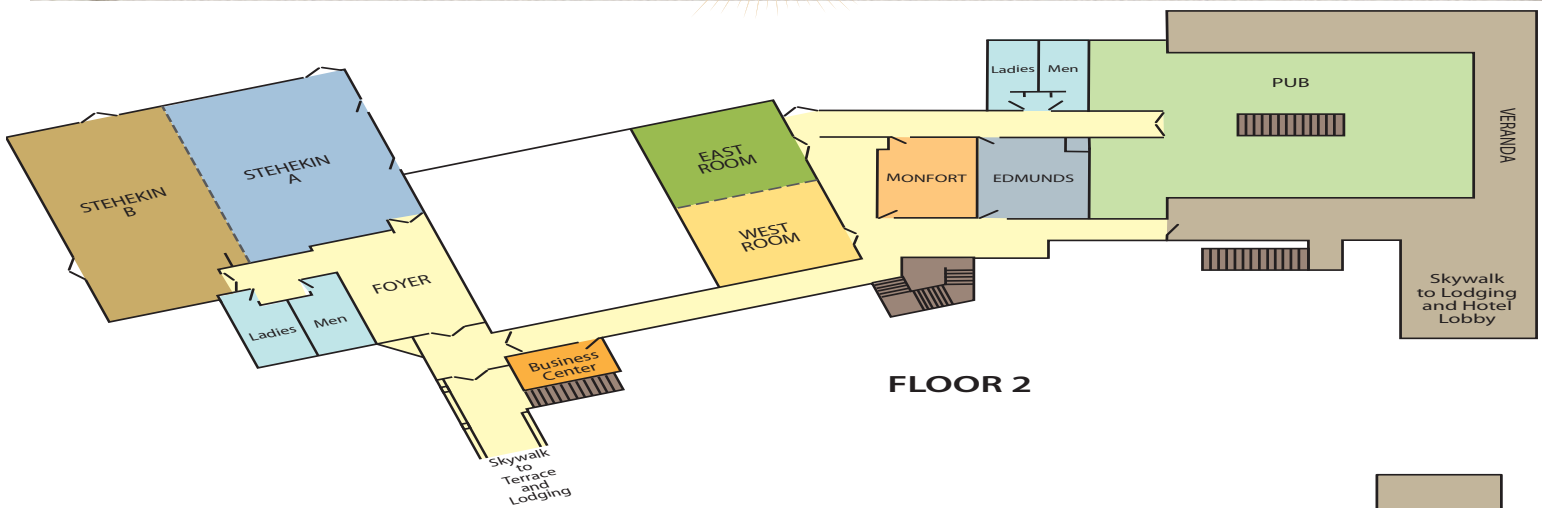 STEHEKIN
B
STEHEKIN
A
FOYER
Ladies
Men
Business
Center
Skywalk
to
Terrace
and
Lodging
EAST
ROOM
WEST
ROOM
MONFORT
EDMUNDS
Ladies
Men
PUB
VERANDA
Skywalk
to Lodging
and Hotel
Lobby
FLOOR 2